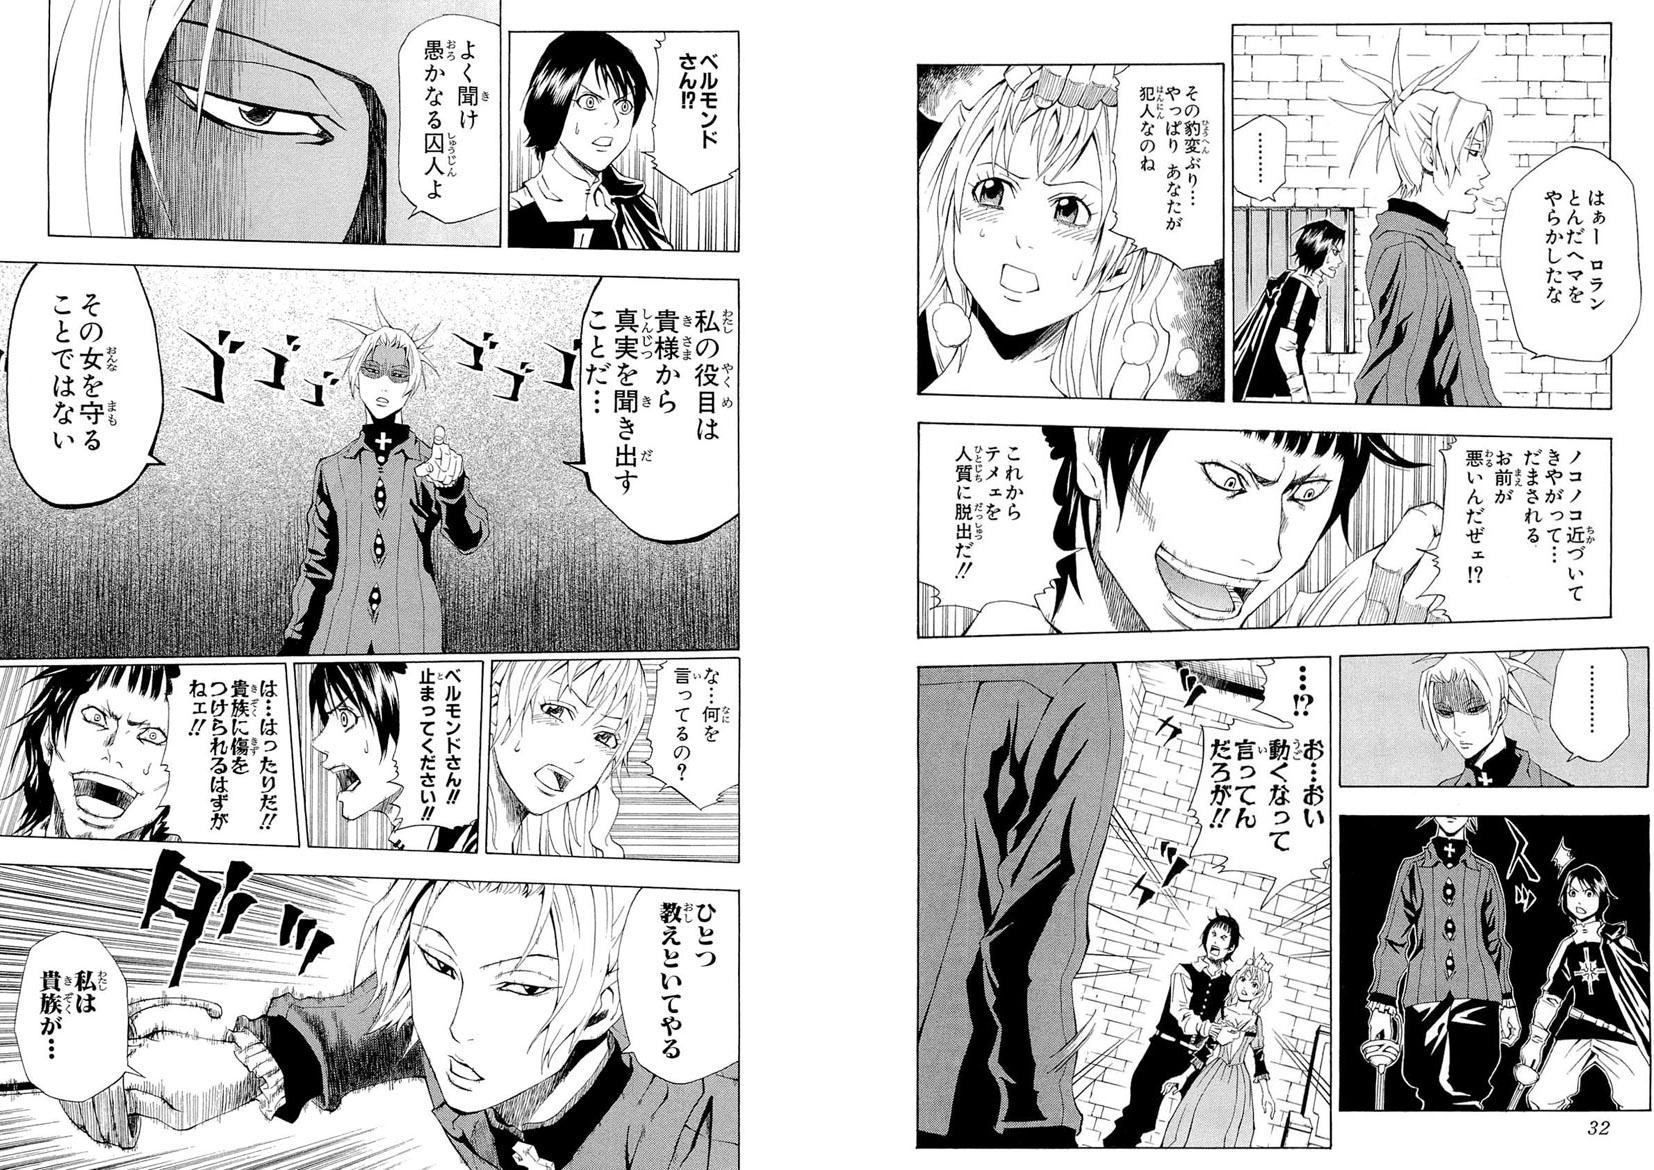 はぁー ロラン
とんだヘマを
やらかしたな
………
その豹変ぶり…
やっぱり あなたが
犯人なのね
ノコノコ近づいて
きやがって…
だまされる
お前が
悪いんだぜェ!?
これから
テメェを
人質に脱出だ!!
………
スッ
…!?
お…おい
動くなって
言ってん
だろが!!
ツカ
ツカ
32
ベルモンド
さん!?
よく聞け
愚かなる囚人よ
私の役目は
貴様から
真実を聞き出す
ことだ…
ゴゴゴゴゴゴ
その女を守る
ことではない
な…何を
言ってるの?
ベルモンドさん!!
止まってください!!
は…はったりだ!!
貴族に傷を
つけられるはずが
ねェ!!
ひとつ
教えといてやる
ダンッ
私は
貴族が…